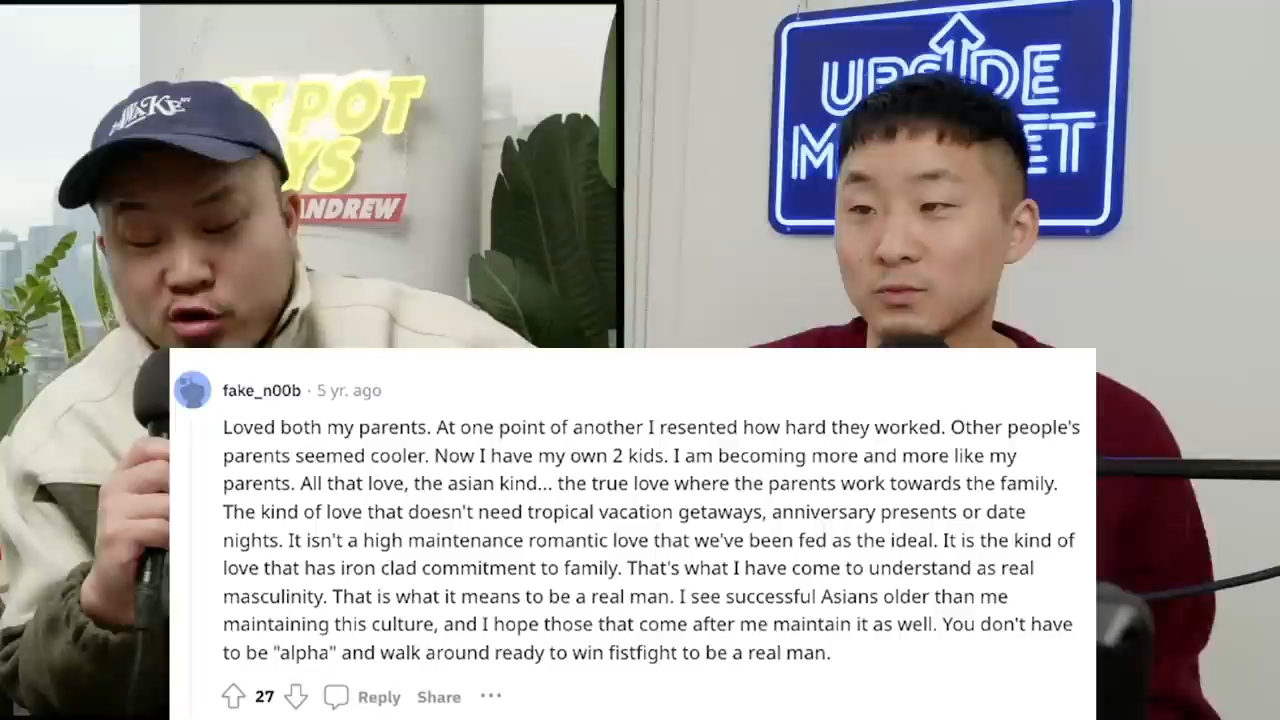 AWAKE
T POT
YS
ANDREW
UPS DE
M ET
fake_n00b · 5 yr. ago
Loved both my parents. At one point of another I resented how hard they worked. Other people's
parents seemed cooler. Now I have my own 2 kids. I am becoming more and more like my
parents. All that love, the asian kind... the true love where the parents work towards the family.
The kind of love that doesn't need tropical vacation getaways, anniversary presents or date
nights. It isn't a high maintenance romantic love that we've been fed as the ideal. It is the kind of
love that has iron clad commitment to family. That's what I have come to understand as real
masculinity. That is what it means to be a real man. I see successful Asians older than me
maintaining this culture, and I hope those that come after me maintain it as well. You don't have
to be "alpha" and walk around ready to win fistfight to be a real man.
27 Reply Share ...